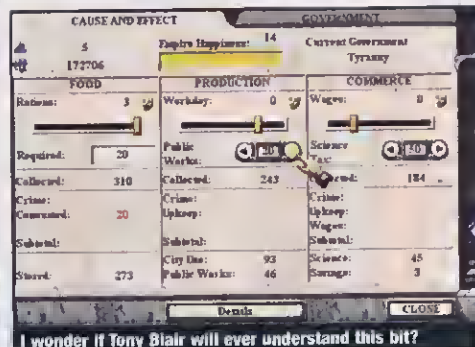 CAUSE AND EFFECT
GOVERNMENT
5
172706
Empire Happiness: 14
Current Government
Tyranny
FOOD
Rations: 3
Required: 20
Collected: 310
Crime:
Consumed: 20
Subtotal:
Stored: 273
PRODUCTION
Workday: 0
Public Works: 20
Collected: 243
Crime:
Upkeep:
Subtotal:
City Use: 93
Public Works: 46
COMMERCE
Wages: 8
Science
Tax: 50
184
Crime:
Upkeep:
Wages:
Subtotal:
Science: 45
Savings: 3
Details
CLOSE
I wonder if Tony Blair will ever understand this bit?